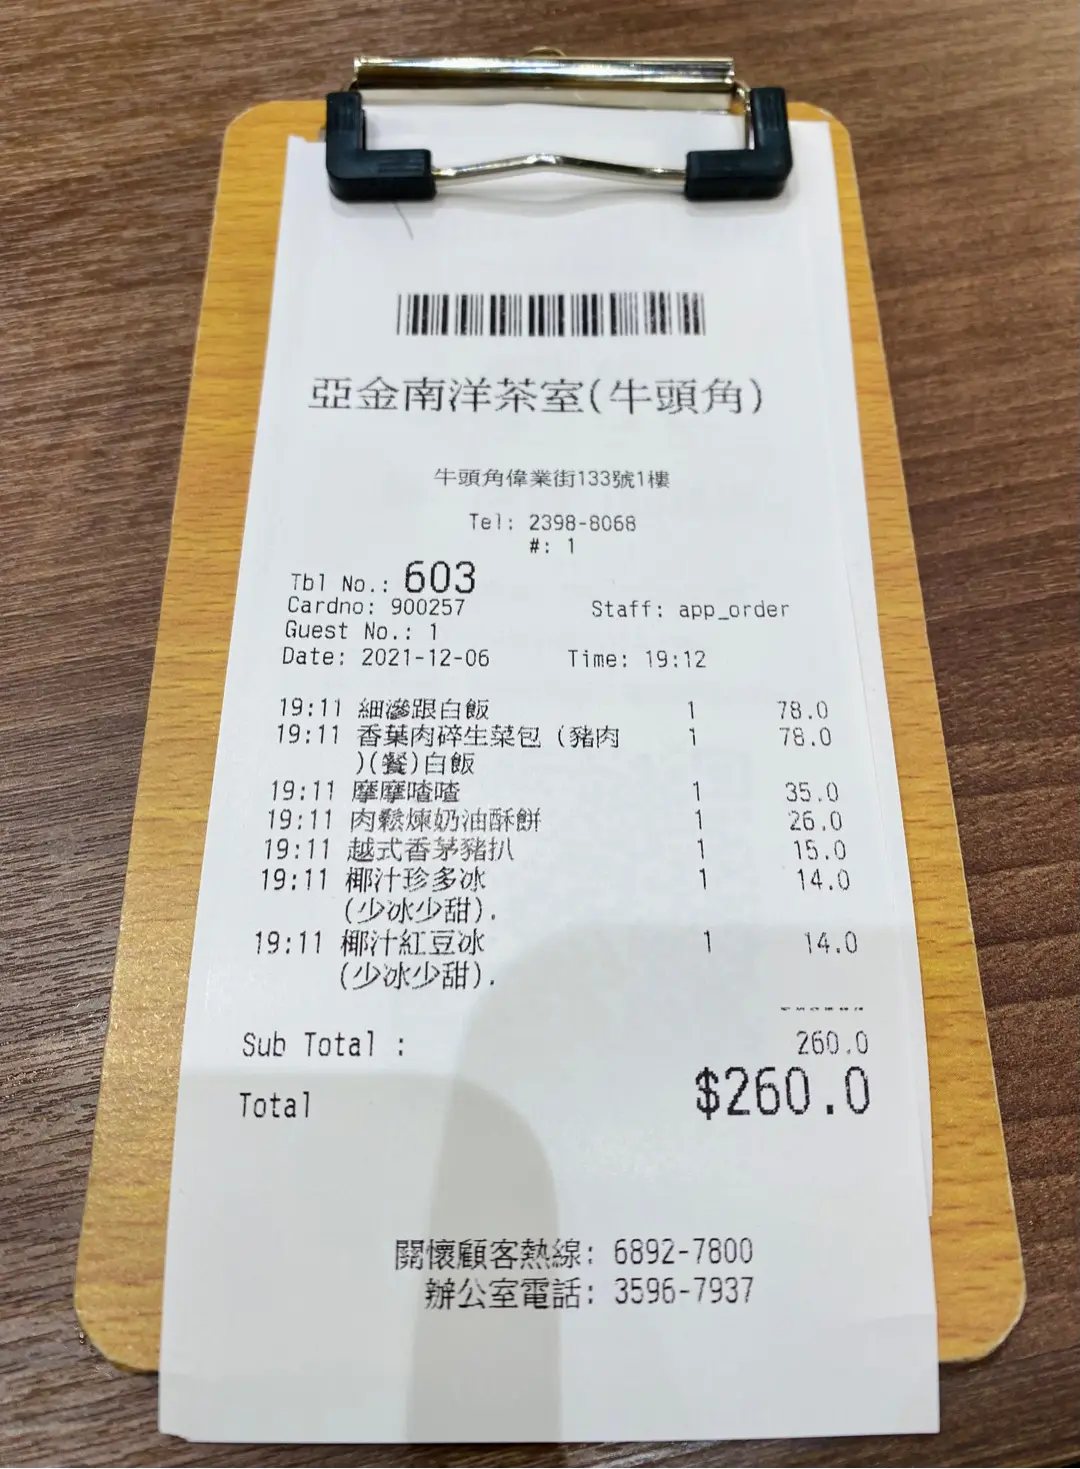 亞金南洋茶室(牛頭角)
牛頭角偉業街133號1樓
Tel: 2398-8068
#: 1
Tbl No.: 603
Cardno: 900257 Staff: app_order
Guest No.: 1
Date: 2021-12-06 Time: 19:12
19:11 細滲跟白飯 1 78.0
19:11 香葉肉碎生菜包 (豬肉 1 78.0
)(餐)白飯
19:11 摩摩喳喳 1 35.0
19:11 肉鬆煉奶油酥餅 1 26.0
19:11 越式香茅豬扒 1 15.0
19:11 椰汁珍多冰 1 14.0
(少冰少甜).
19:11 椰汁紅豆冰 1 14.0
(少冰少甜).
------
Sub Total : 260.0
Total $260.0
關懷顧客熱線: 6892-7800
辦公室電話: 3596-7937